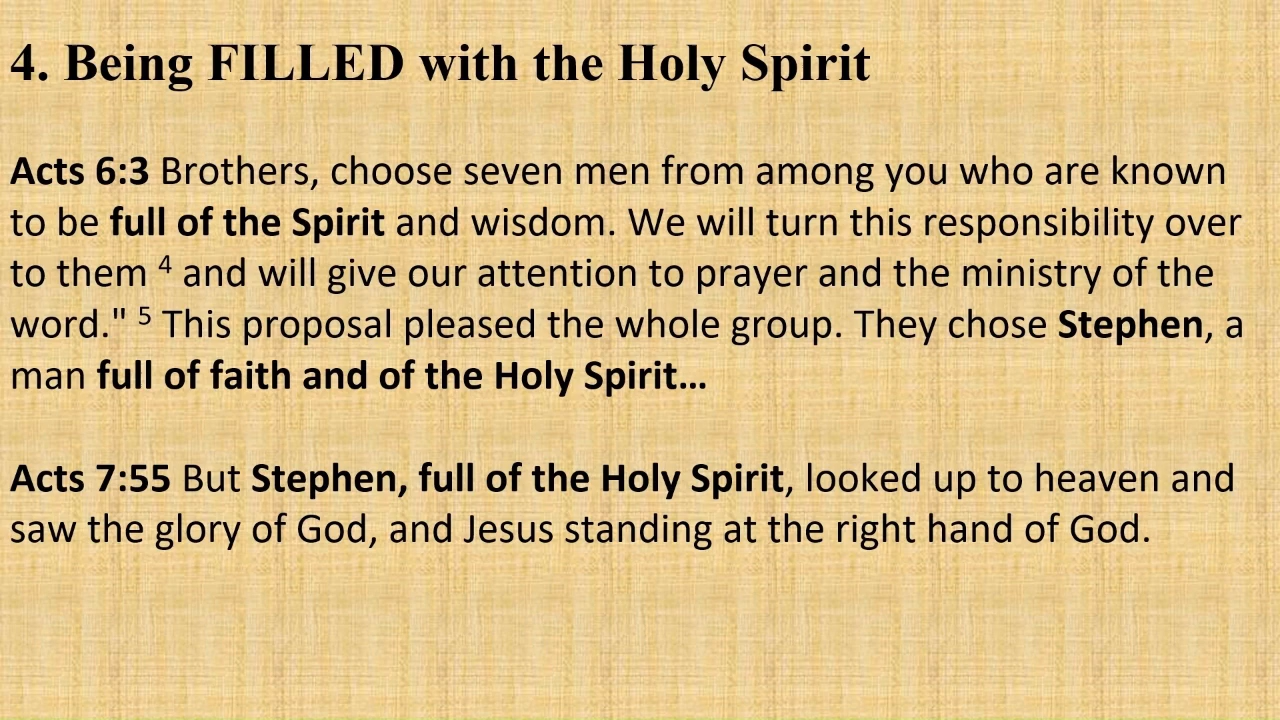 4. Being FILLED with the Holy Spirit
Acts 6:3 Brothers, choose seven men from among you who are known
to be full of the Spirit and wisdom. We will turn this responsibility over
to them ⁴ and will give our attention to prayer and the ministry of the
word." ⁵ This proposal pleased the whole group. They chose Stephen, a
man full of faith and of the Holy Spirit…
Acts 7:55 But Stephen, full of the Holy Spirit, looked up to heaven and
saw the glory of God, and Jesus standing at the right hand of God.